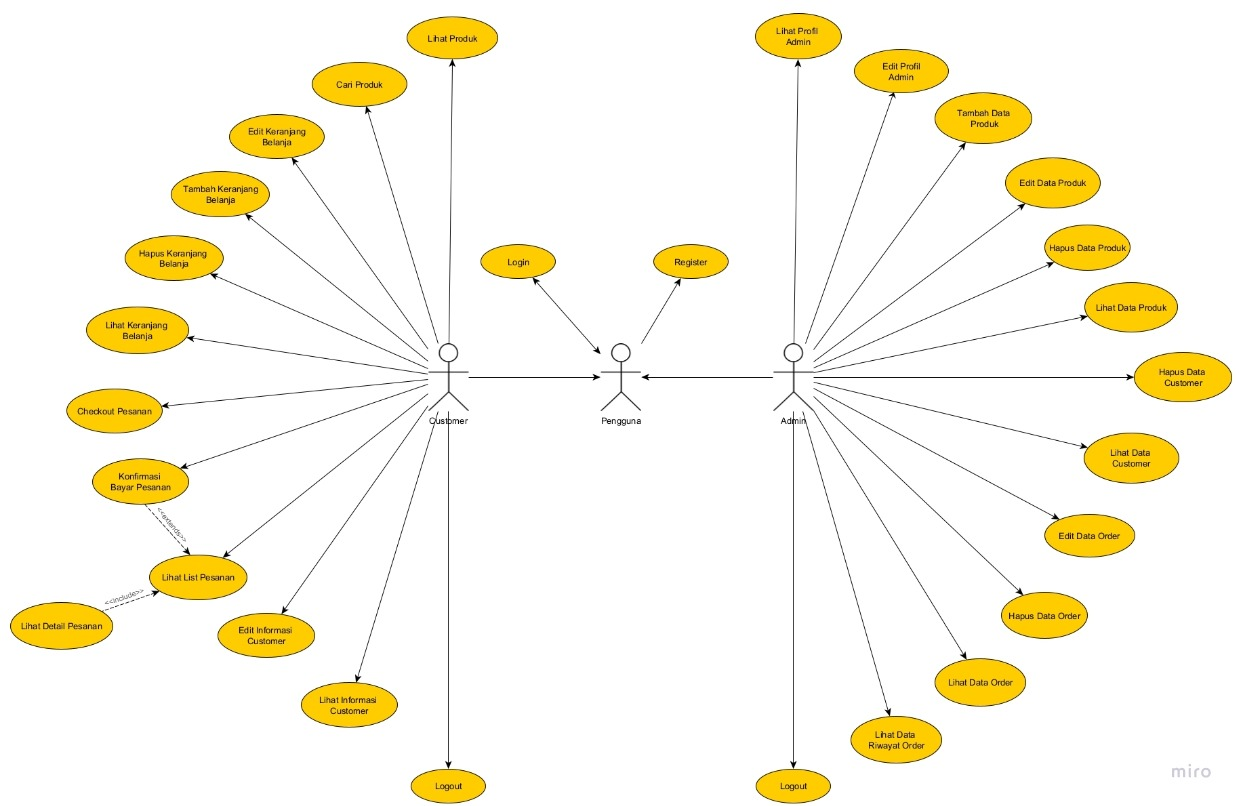 Lihat Produk
Cari Produk
Edit Keranjang
Belanja
Tambah Keranjang
Belanja
Hapus Keranjang
Belanja
Lihat Keranjang
Belanja
Checkout Pesanan
Konfirmasi
Bayar Pesanan
<<extends>>
Lihat List Pesanan
<<include>>
Lihat Detail Pesanan
Edit Informasi
Customer
Lihat Informasi
Customer
Logout
Customer
Login
Register
Pengguna
Admin
Lihat Profil
Admin
Edit Profil
Admin
Tambah Data
Produk
Edit Data Produk
Hapus Data Produk
Lihat Data Produk
Hapus Data
Customer
Lihat Data
Customer
Edit Data Order
Hapus Data Order
Lihat Data Order
Lihat Data
Riwayat Order
Logout
miro